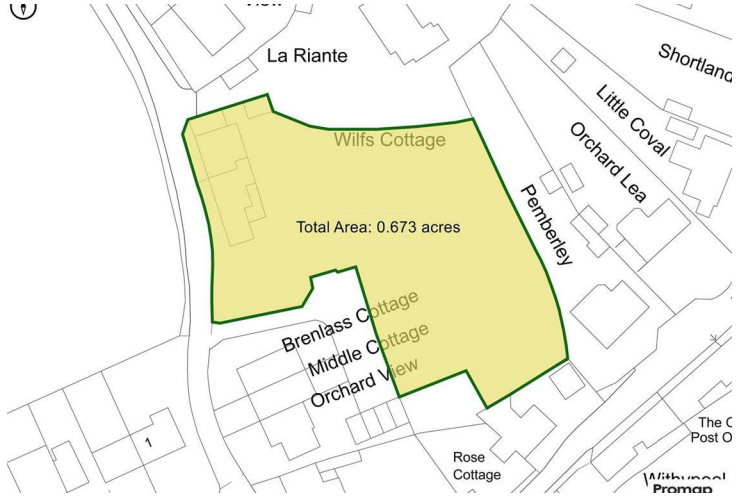 La Riante
Shortland
Little Coval
Wilfs Cottage
Orchard Lea
Pemberley
Total Area: 0.673 acres
Brenlass Cottage
Middle Cottage
Orchard View
1
Rose
Cottage
The
Post
Promap